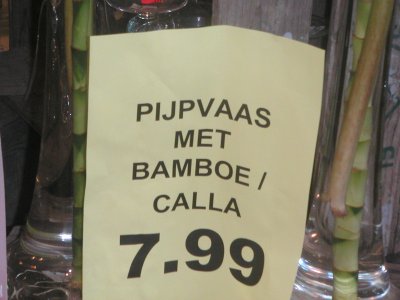 PIJPVAAS
MET
BAMBOE /
CALLA
7.99